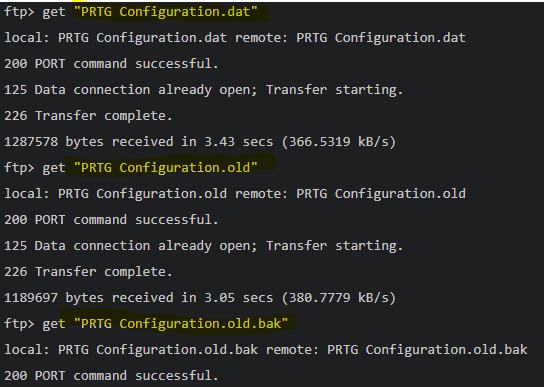 ftp> get "PRTG Configuration.dat"
local: PRTG Configuration.dat remote: PRTG Configuration.dat
200 PORT command successful.
125 Data connection already open; Transfer starting.
226 Transfer complete.
1287578 bytes received in 3.43 secs (366.5319 kB/s)
ftp> get "PRTG Configuration.old"
local: PRTG Configuration.old remote: PRTG Configuration.old
200 PORT command successful.
125 Data connection already open; Transfer starting.
226 Transfer complete.
1189697 bytes received in 3.05 secs (380.7779 kB/s)
ftp> get "PRTG Configuration.old.bak"
local: PRTG Configuration.old.bak remote: PRTG Configuration.old.bak
200 PORT command successful.